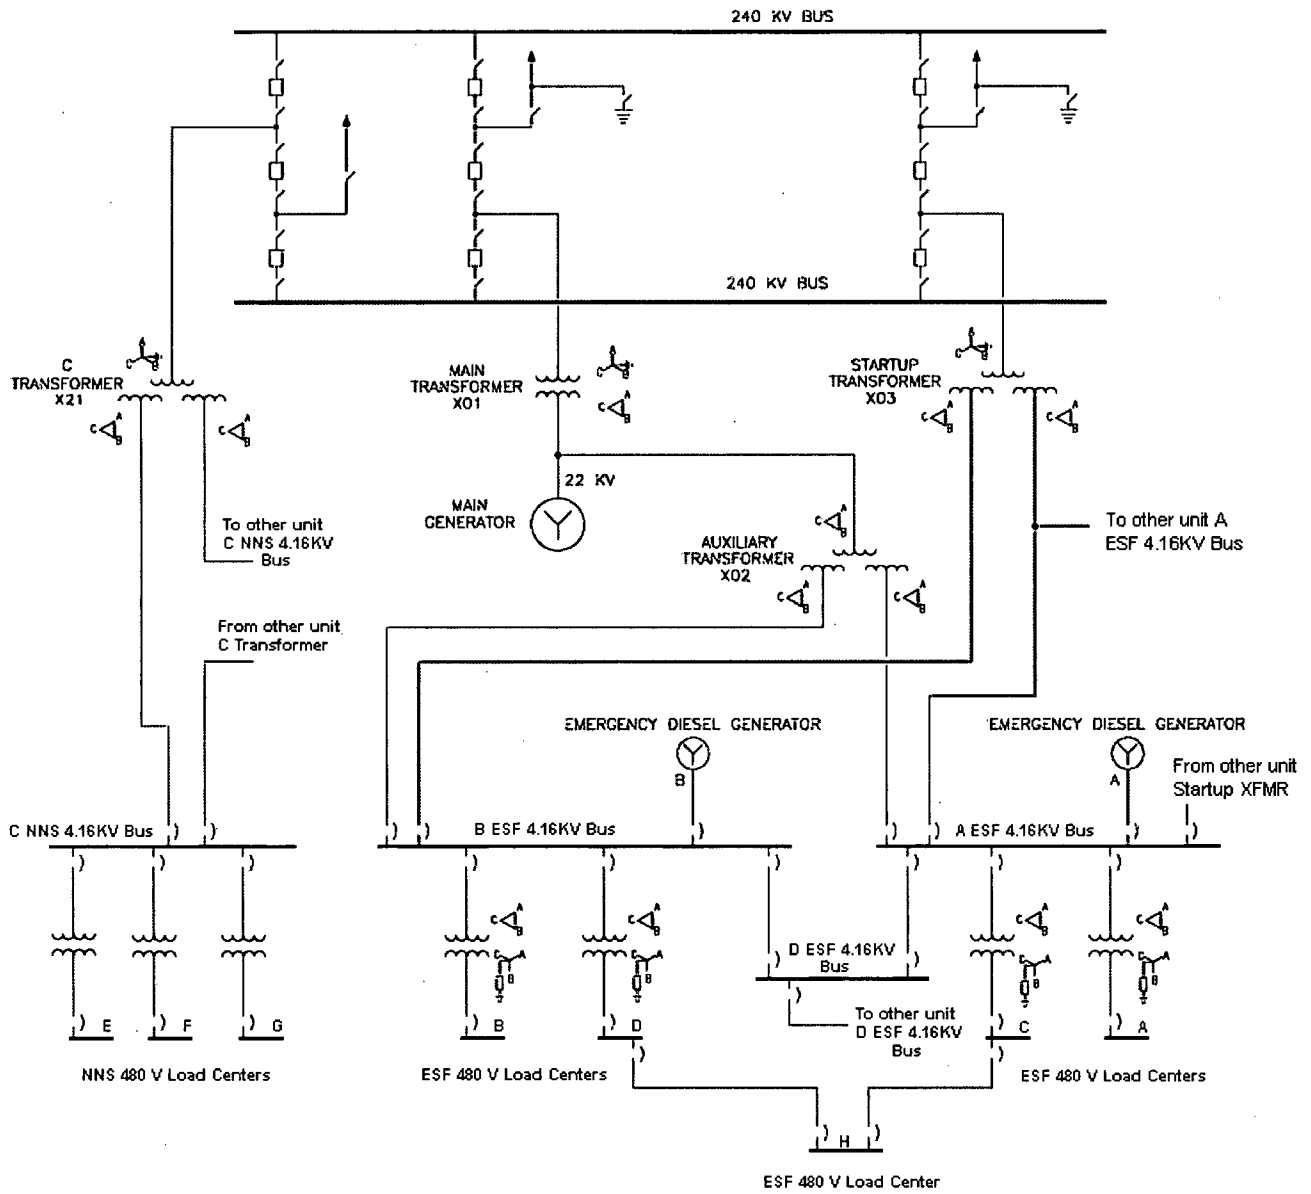 240 KV BUS
240 KV BUS
C
TRANSFORMER
X21
MAIN
TRANSFORMER
X01
STARTUP
TRANSFORMER
X03
A
C
B
A
C
B
A
C
B
C
A
B
C
A
B
C
A
B
C
A
B
C
A
B
22 KV
MAIN
GENERATOR
To other unit
C NNS 4.16KV
Bus
C
A
B
AUXILIARY
TRANSFORMER
X02
C
A
B
C
A
B
To other unit A
ESF 4.16KV Bus
From other unit
C Transformer
EMERGENCY DIESEL GENERATOR
B
EMERGENCY DIESEL GENERATOR
A
From other unit
Startup XFMR
C NNS 4.16KV Bus
B ESF 4.16KV Bus
A ESF 4.16KV Bus
C
A
B
C
A
B
C
A
B
C
A
B
C
A
B
C
A
B
C
A
B
C
A
B
D ESF 4.16KV
Bus
To other unit
D ESF 4.16KV
Bus
E
F
G
B
D
C
A
NNS 480 V Load Centers
ESF 480 V Load Centers
ESF 480 V Load Centers
H
ESF 480 V Load Center